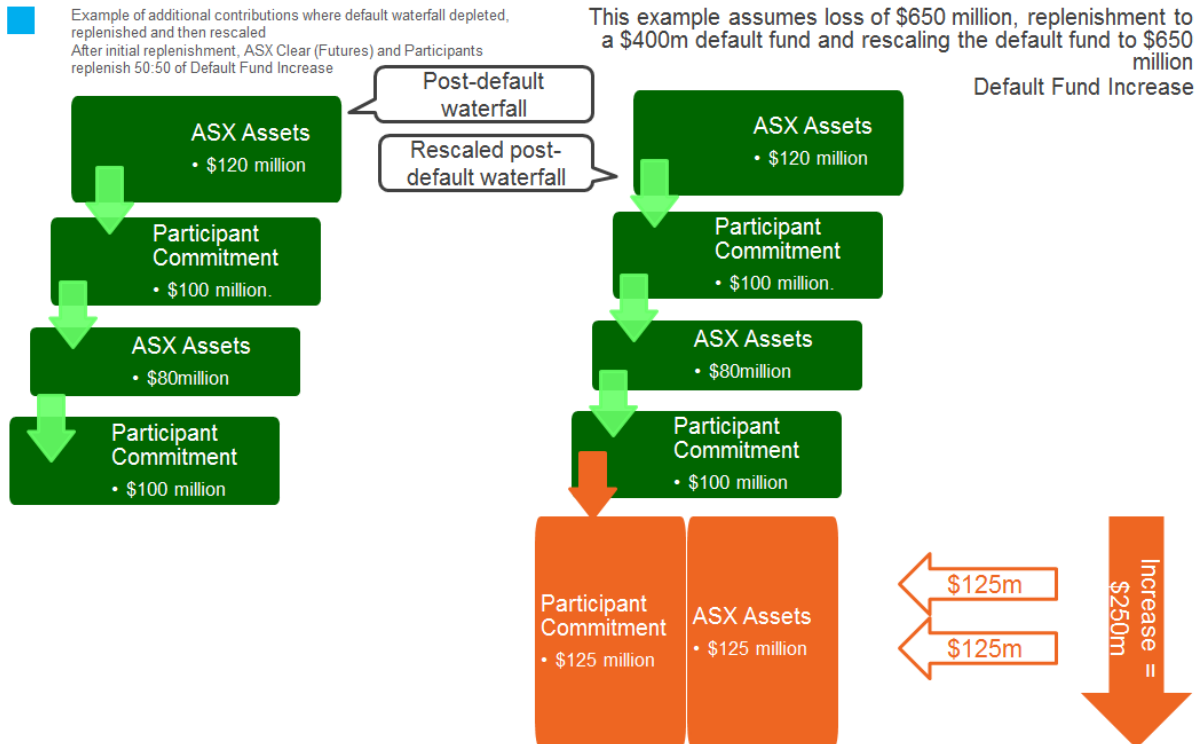 Example of additional contributions where default waterfall depleted,
replenished and then rescaled
After initial replenishment, ASX Clear (Futures) and Participants
replenish 50:50 of Default Fund Increase
This example assumes loss of $650 million, replenishment to
a $400m default fund and rescaling the default fund to $650
million
Default Fund Increase
Post-default
waterfall
Rescaled post-
default waterfall
ASX Assets
• $120 million
Participant
Commitment
• $100 million.
ASX Assets
• $80million
Participant
Commitment
• $100 million
ASX Assets
• $120 million
Participant
Commitment
• $100 million.
ASX Assets
• $80million
Participant
Commitment
• $100 million
Participant
Commitment
• $125 million
ASX Assets
• $125 million
$125m
$125m
Increase =
$250m